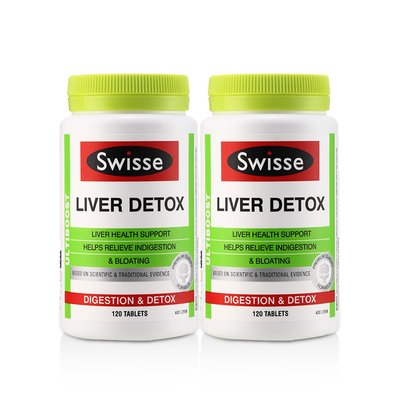 Swisse
LIVER DETOX
LIVER HEALTH SUPPORT
HELPS RELIEVE INDIGESTION
& BLOATING
BASED ON SCIENTIFIC & TRADITIONAL EVIDENCE
DIGESTION & DETOX
120 TABLETS
ULTIBOOST
Swisse
LIVER DETOX
LIVER HEALTH SUPPORT
HELPS RELIEVE INDIGESTION
& BLOATING
BASED ON SCIENTIFIC & TRADITIONAL EVIDENCE
DIGESTION & DETOX
120 TABLETS